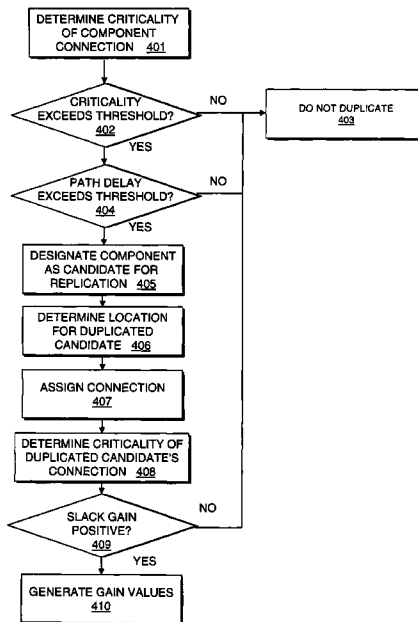 DETERMINE CRITICALITY
OF COMPONENT
CONNECTION 401
CRITICALITY
EXCEEDS THRESHOLD?
402
NO
YES
DO NOT DUPLICATE
403
PATH DELAY
EXCEEDS THRESHOLD?
404
NO
YES
DESIGNATE COMPONENT
AS CANDIDATE FOR
REPLICATION 405
DETERMINE LOCATION
FOR DUPLICATED
CANDIDATE 406
ASSIGN CONNECTION
407
DETERMINE CRITICALITY OF
DUPLICATED CANDIDATE'S
CONNECTION 408
SLACK GAIN
POSITIVE?
409
NO
YES
GENERATE GAIN VALUES
410